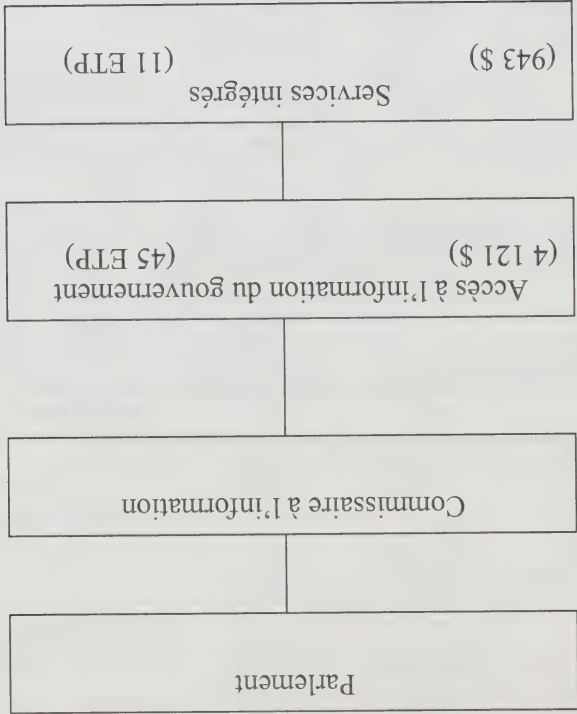 Parlement
Commissaire à l'information
Accès à l'information du gouvernement
(4 121 $) (45 ETP)
Services intégrés
(943 $) (11 ETP)